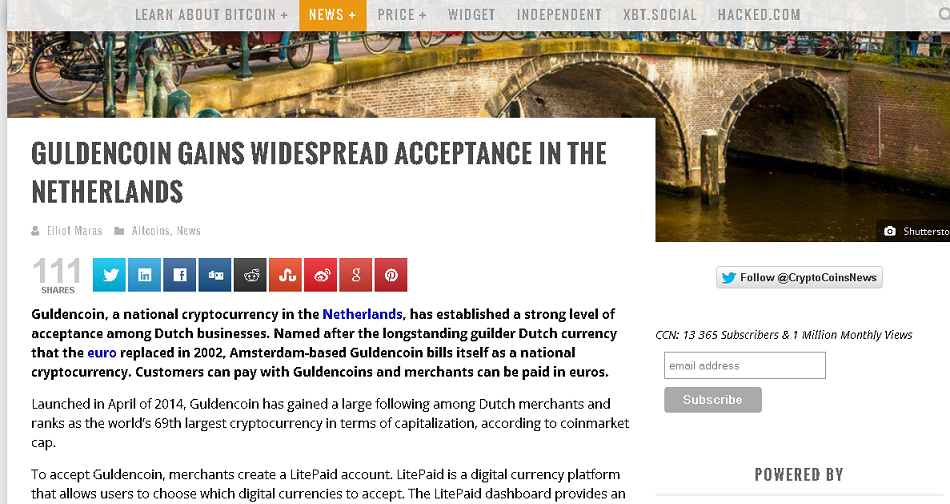 LEARN ABOUT BITCOIN + NEWS + PRICE + WIDGET INDEPENDENT XBT.SOCIAL HACKED.COM
GULDENCOIN GAINS WIDESPREAD ACCEPTANCE IN THE
NETHERLANDS
Elliot Maras Altcoins, News
111
SHARES
Guldencoin, a national cryptocurrency in the Netherlands, has established a strong level of
acceptance among Dutch businesses. Named after the longstanding guilder Dutch currency
that the euro replaced in 2002, Amsterdam-based Guldencoin bills itself as a national
cryptocurrency. Customers can pay with Guldencoins and merchants can be paid in euros.
Launched in April of 2014, Guldencoin has gained a large following among Dutch merchants and
ranks as the world's 69th largest cryptocurrency in terms of capitalization, according to coinmarket
cap.
To accept Guldencoin, merchants create a LitePaid account. LitePaid is a digital currency platform
that allows users to choose which digital currencies to accept. The LitePaid dashboard provides an
Shuttersto
Follow @CryptoCoinsNews
CCN: 13 365 Subscribers & 1 Million Monthly Views
email address
Subscribe
POWERED BY